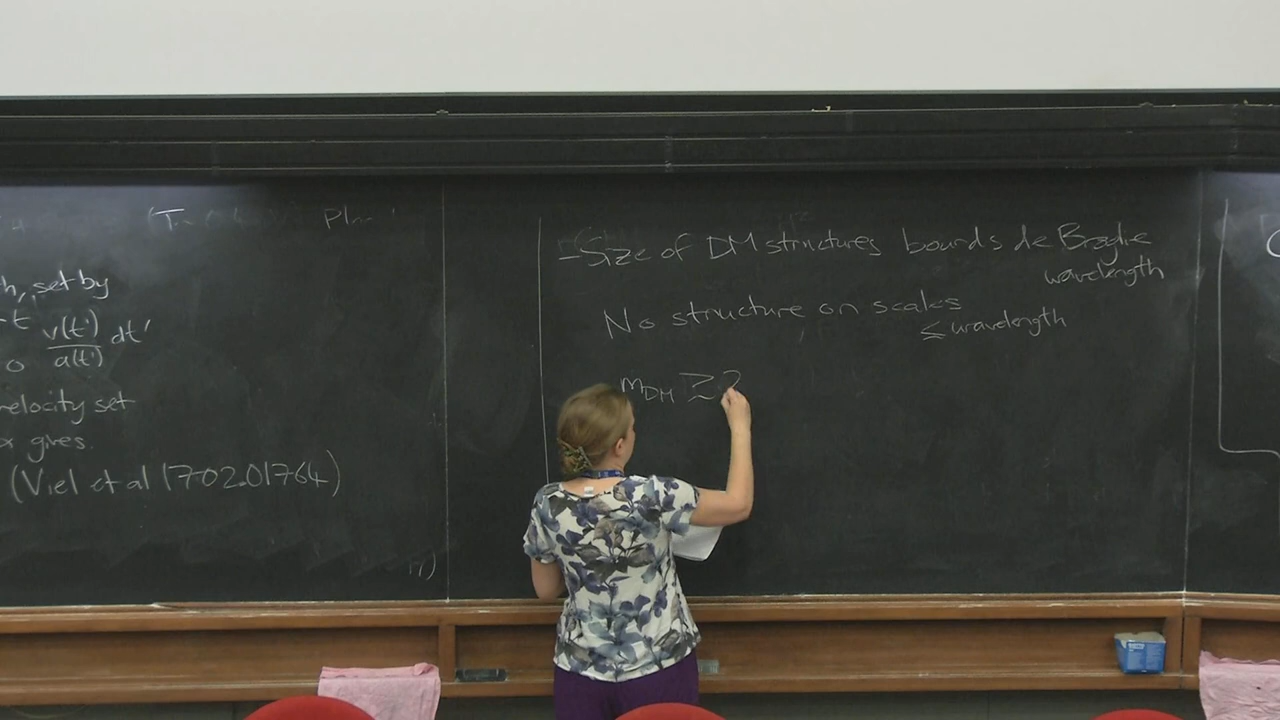 set by
v(t') dt'
a(t')
velocity set
gives.
(Viel et al 1702.01764)
- Size of DM structures bounds de Broglie
wavelength
No structure on scales
≤ wavelength
m_DM ≳ 2